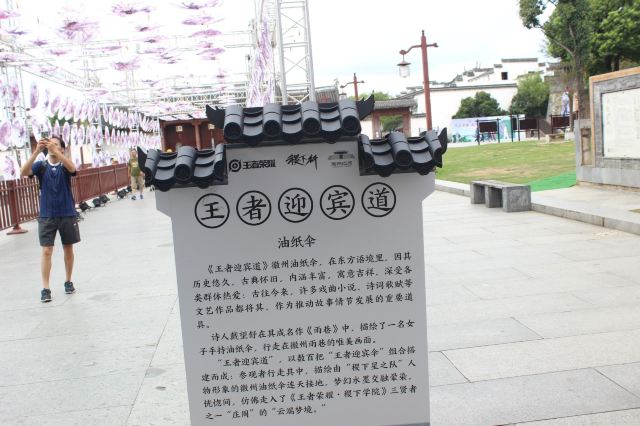 王者荣耀 稷下新
王者迎宾道
油纸伞
《王者迎宾道》徽州油纸伞，在东方语境里，因其
历史悠久，古典怀旧，内涵丰富，寓意吉祥，深受各
类群体热爱；古往今来，许多戏曲小说、诗词歌赋等
文艺作品都将其，作为推动故事情节发展的重要道
具。
诗人戴望舒在其成名作《雨巷》中，描绘了一名女
子手持油纸伞，行走在徽州雨巷的唯美画面。
“王者迎宾道”，以数百把“王者迎宾伞”组合搭
建而成；参观者行走其中，描绘由“稷下星之队”人
物形象的徽州油纸伞连天接地，梦幻水墨交融萦染，
恍惚间，仿佛走入了《王者荣耀·稷下学院》三贤者
之一“庄周”的“云端梦境。”